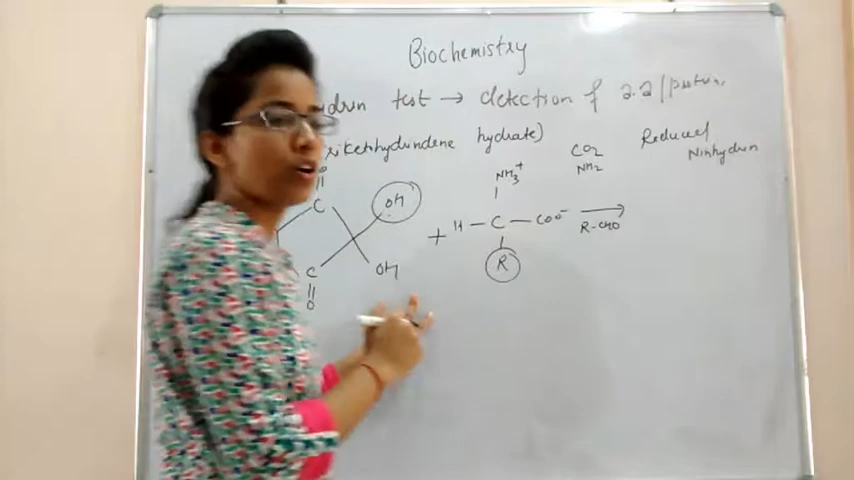 Biochemistry
test → detection of a.a / protein.
hydrate)
CO2
NH2
Reduced
Ninhydrin
O
||
C
OH
NH3+
|
+ H — C — COO- →
R-CHO
|
R
OH
C
||
O